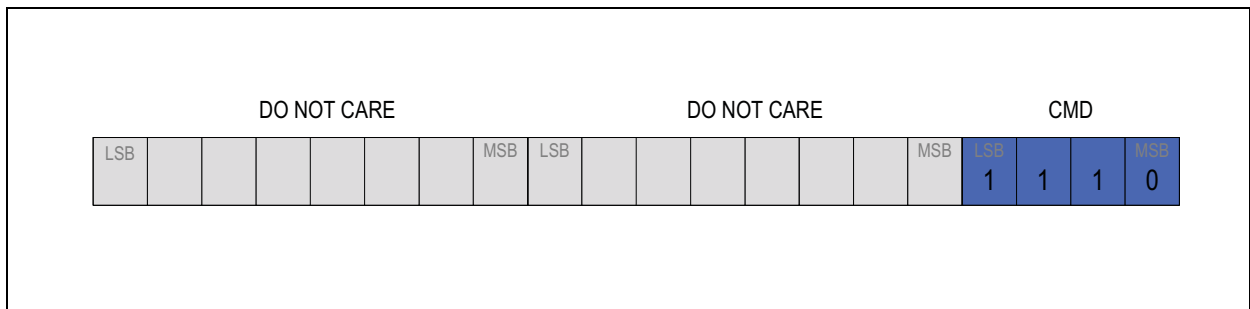 DO NOT CARE DO NOT CARE CMD
LSB MSB LSB MSB LSB MSB
1 1 1 0